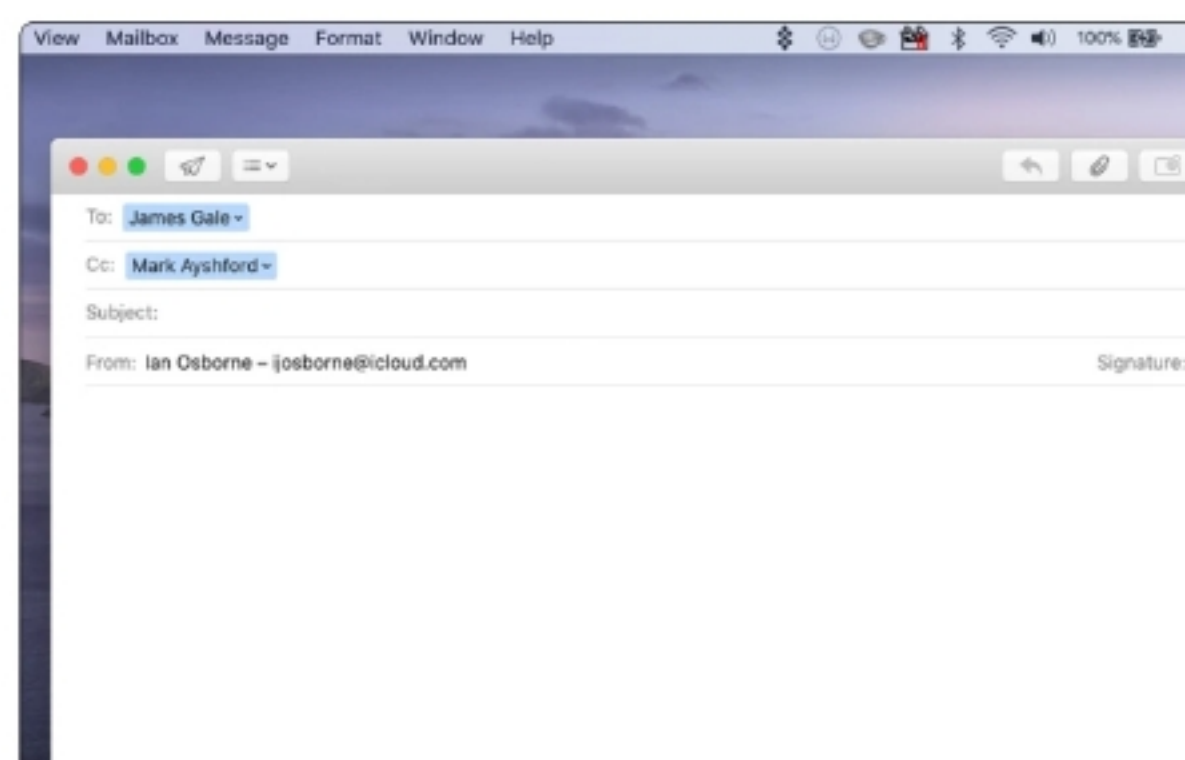 View Mailbox Message Format Window Help 100%
To: James Gale
Cc: Mark Ayshford
Subject:
From: Ian Osborne – ijosborne@icloud.com Signature: